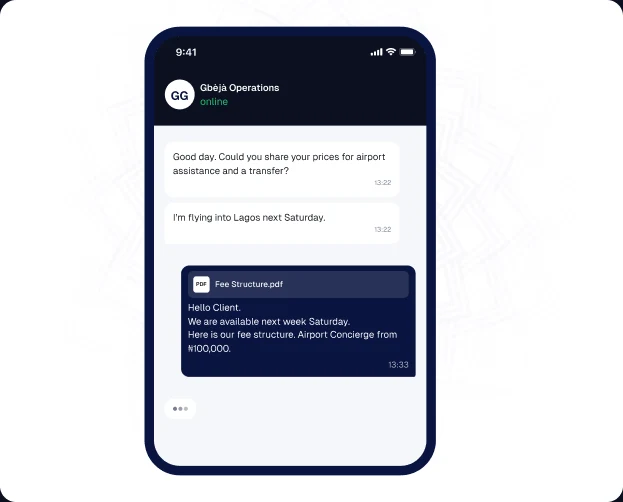 9:41
GG
Gbèjà Operations
online
Good day. Could you share your prices for airport
assistance and a transfer?
13:22
I'm flying into Lagos next Saturday.
13:22
PDF
Fee Structure.pdf
Hello Client.
We are available next week Saturday.
Here is our fee structure. Airport Concierge from
₦100,000.
13:33